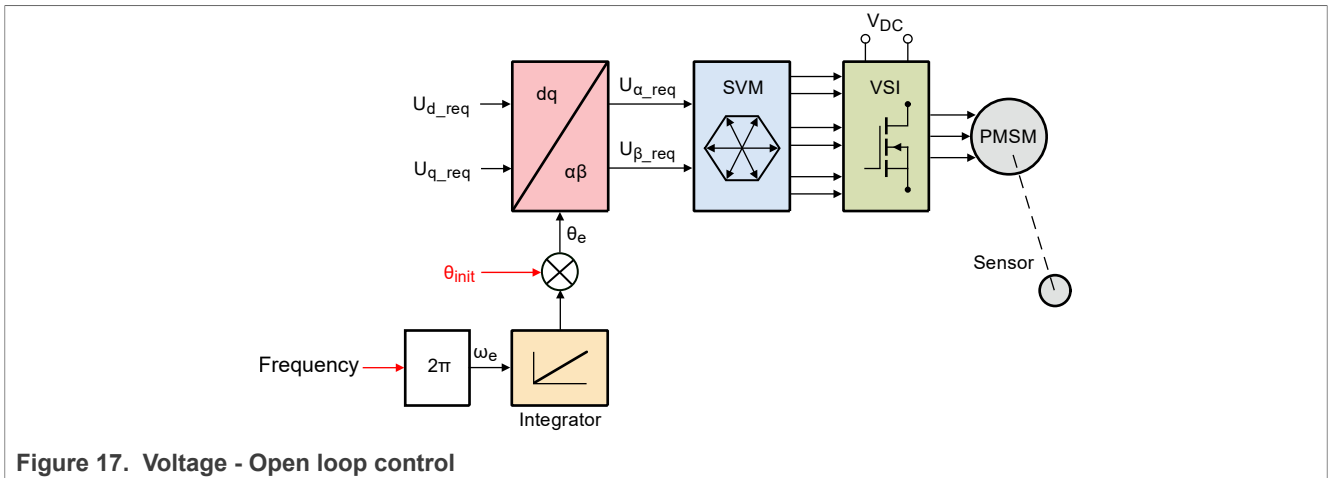 V_DC
dq
U_α_req
SVM
VSI
U_d_req
PMSM
U_q_req
U_β_req
αβ
θ_e
Sensor
θ_init
Frequency
2π
ω_e
Integrator
Figure 17. Voltage - Open loop control